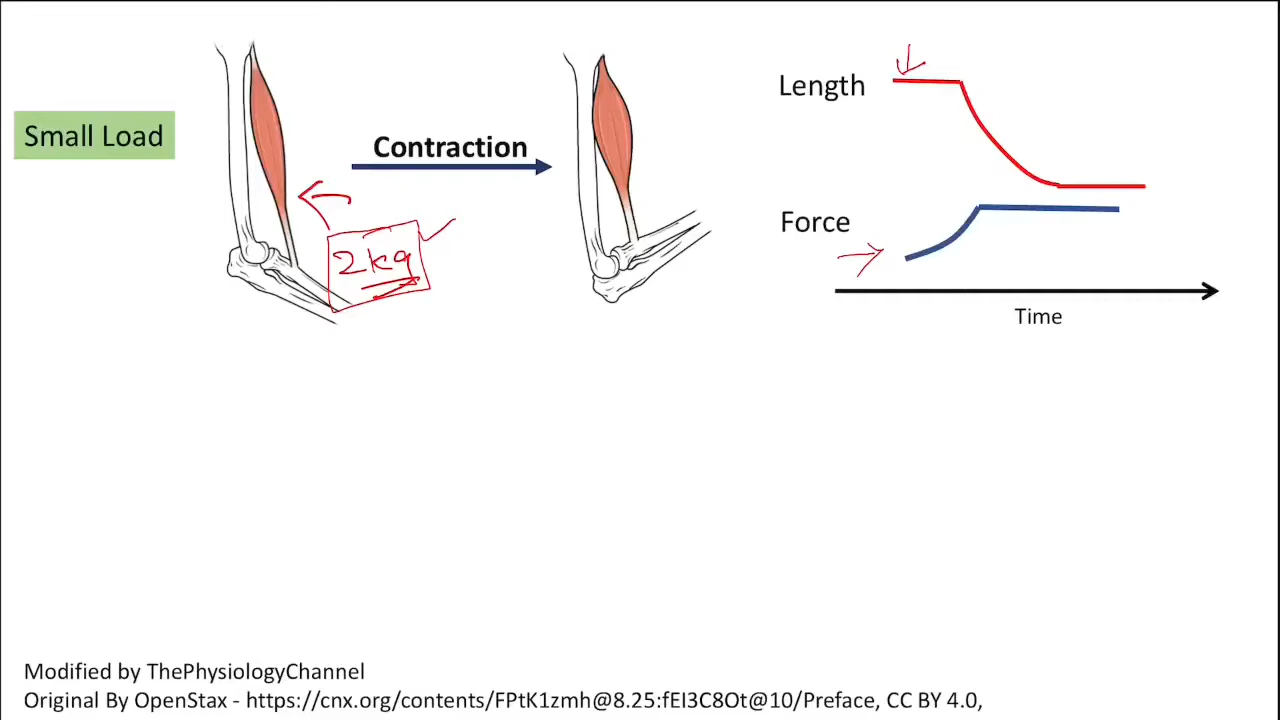 Small Load
Contraction
2kg
Length
Force
Time
Modified by ThePhysiologyChannel
Original By OpenStax - https://cnx.org/contents/FPtK1zmh@8.25:fEI3C8Ot@10/Preface, CC BY 4.0,